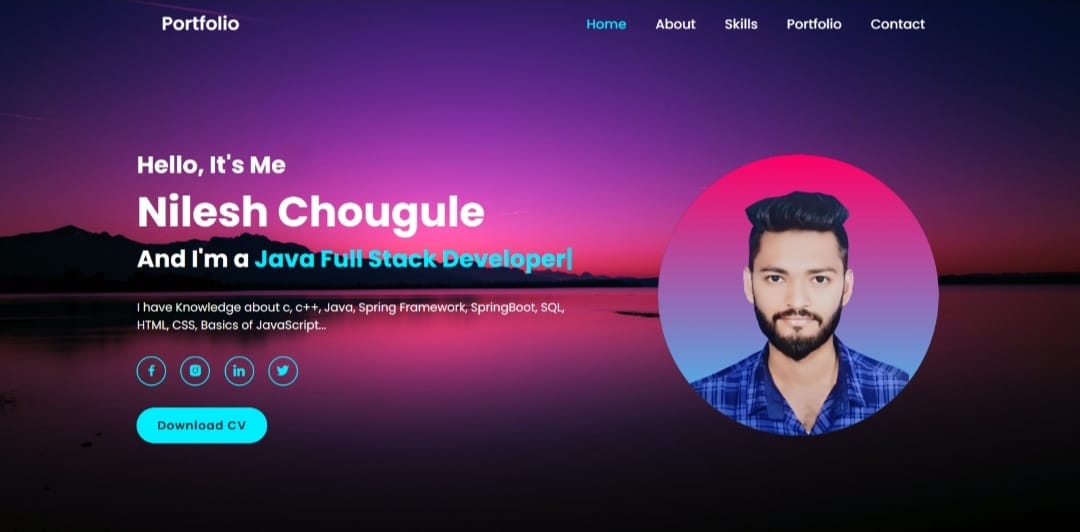 Portfolio
Home About Skills Portfolio Contact
Hello, It's Me
Nilesh Chougule
And I'm a Java Full Stack Developer|
I have Knowledge about c, c++, Java, Spring Framework, SpringBoot, SQL,
HTML, CSS, Basics of JavaScript...
Download CV